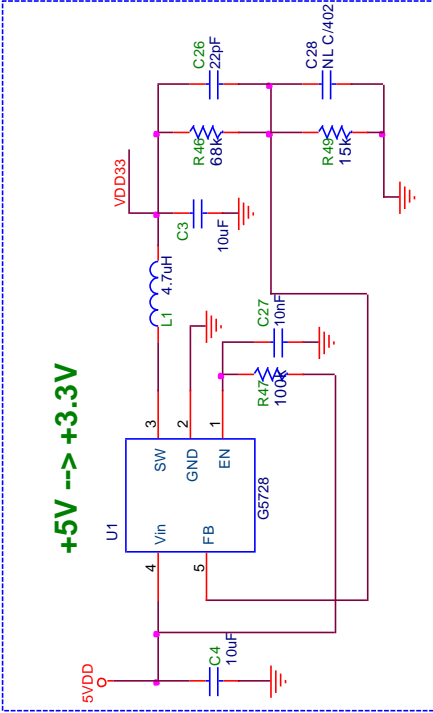 +5V --> +3.3V
5VDD
C4
10uF
U1
4
Vin
5
FB
SW
3
GND
2
EN
1
G5728
L1
4.7uH
VDD33
C3
10uF
R47
100K
C27
10nF
R46
68k
C26
22pF
R49
15k
C28
NL C/402